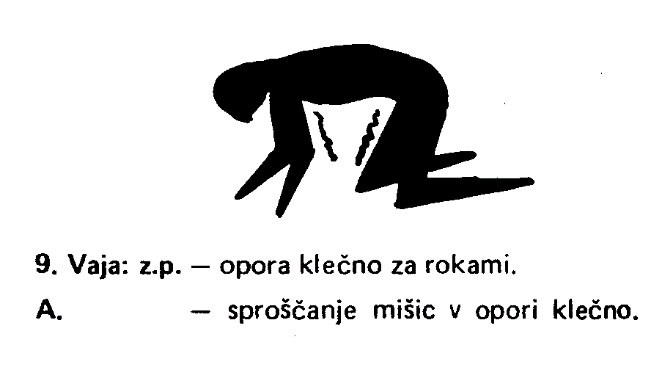 9. Vaja: z.p. — opora klečno za rokami.
A. — sproščanje mišic v opori klečno.